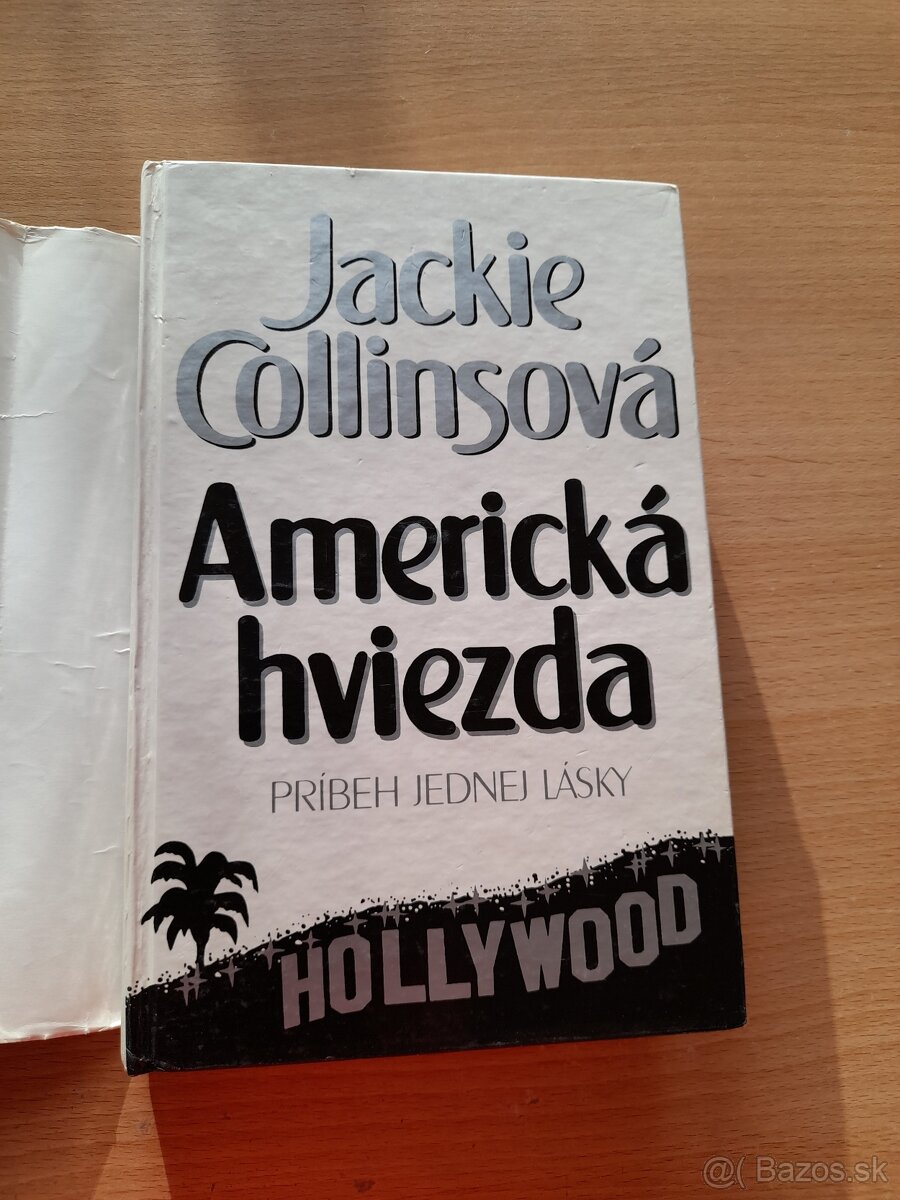 Jackie
Collinsová
Americká
hviezda
PRÍBEH JEDNEJ LÁSKY
HOLLYWOOD
@( Bazos.sk